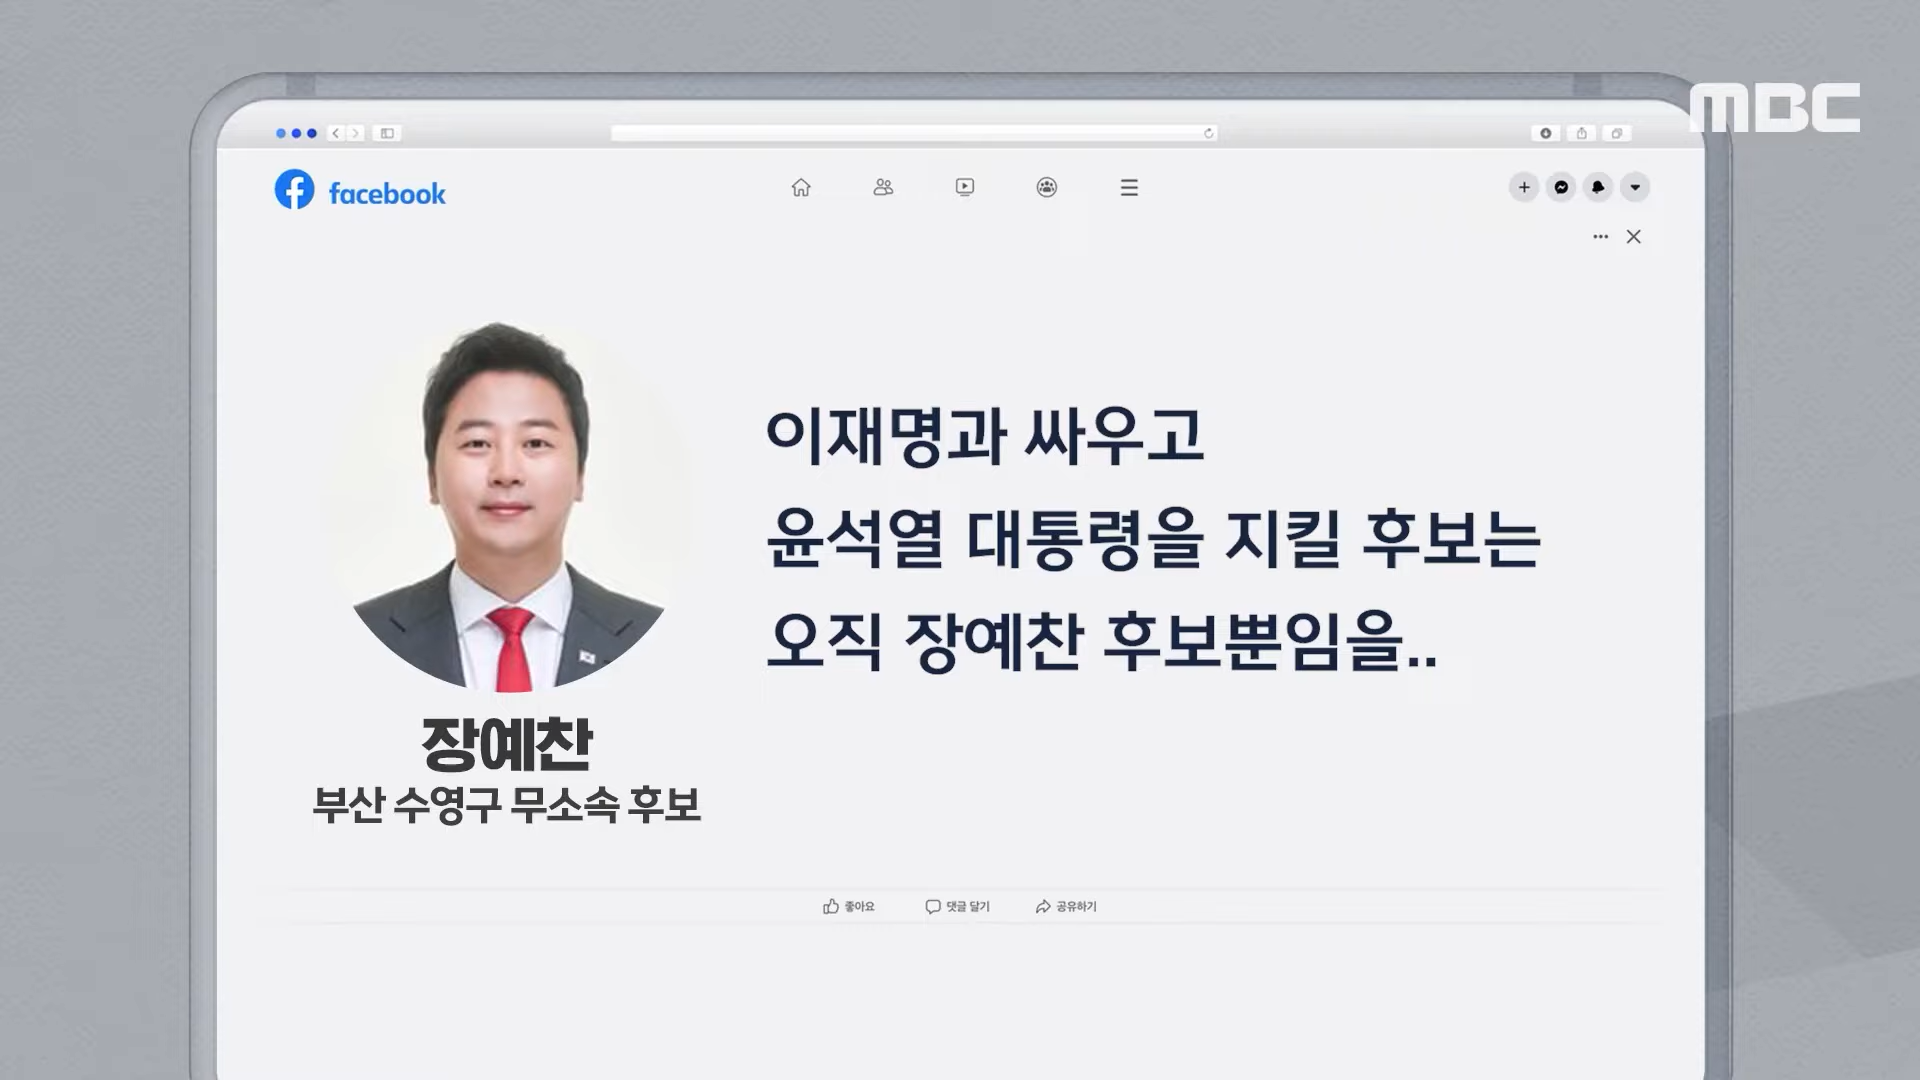 MBC
facebook
이재명과 싸우고
윤석열 대통령을 지킬 후보는
오직 장예찬 후보뿐임을..
장예찬
부산 수영구 무소속 후보
좋아요 댓글 달기 공유하기